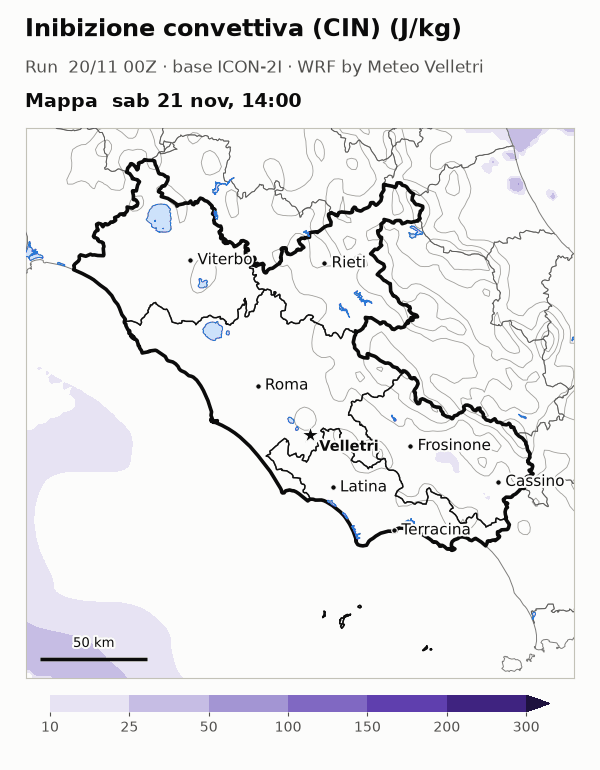 Inibizione convettiva (CIN) (J/kg)
Run 20/11 00Z · base ICON-2I · WRF by Meteo Velletri
Mappa sab 21 nov, 14:00
Viterbo
Rieti
Roma
Velletri
Frosinone
Latina
Cassino
Terracina
50 km
10 25 50 100 150 200 300